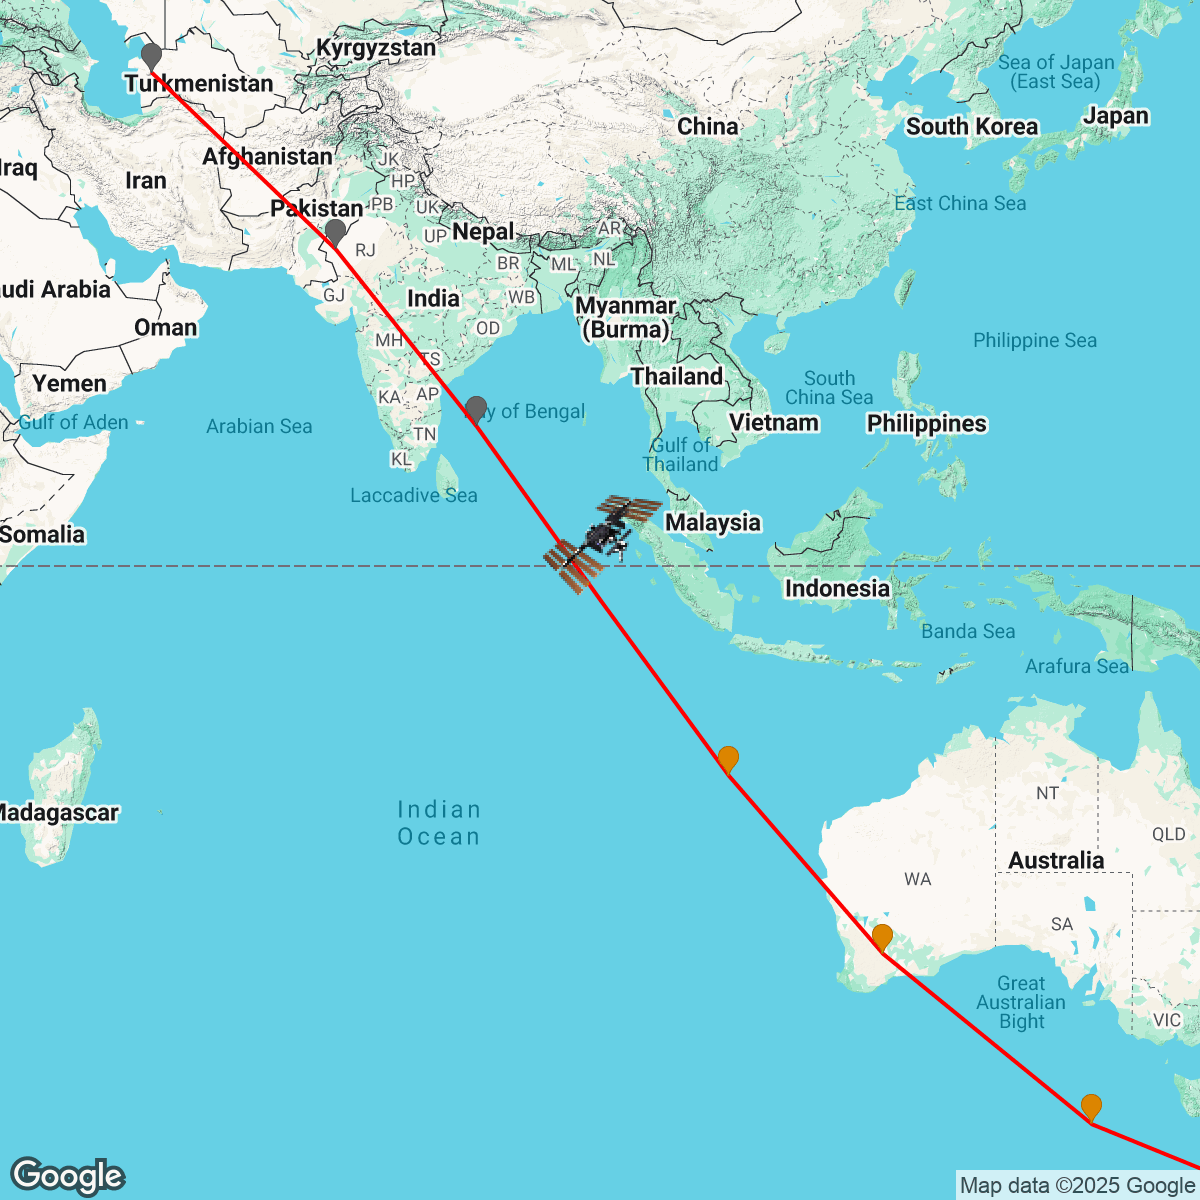 Kyrgyzstan
Sea of Japan
(East Sea)
Turkmenistan
Japan
China
South Korea
Afghanistan
JK
Iraq
Iran
HP
PB
UK
East China Sea
Pakistan
Nepal
AR
UP
RJ
BR
ML
NL
audi Arabia
GJ
India
WB
Myanmar
(Burma)
Oman
OD
MH
Philippine Sea
TS
Thailand
South
China Sea
Yemen
KA
AP
Bay of Bengal
Gulf of Aden
Arabian Sea
Vietnam
Philippines
TN
Gulf of
Thailand
KL
Laccadive Sea
Malaysia
Somalia
Indonesia
Banda Sea
Arafura Sea
NT
Indian
Ocean
Madagascar
QLD
Australia
WA
SA
Great
Australian
Bight
VIC
Google
Map data ©2025 Google